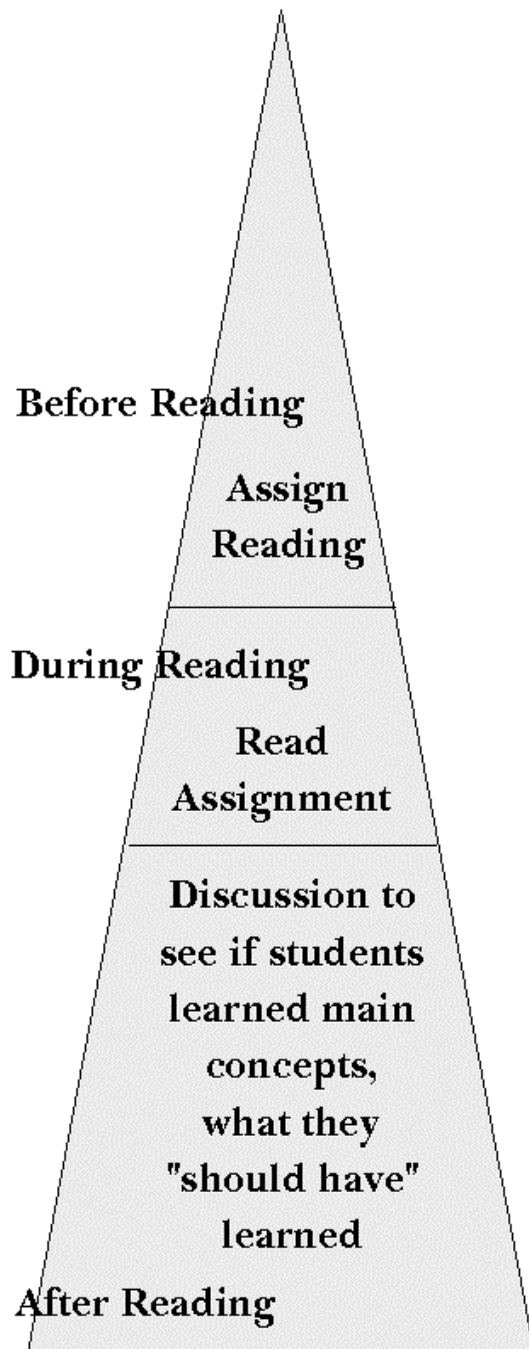 Before Reading
Assign
Reading
During Reading
Read
Assignment
Discussion to
see if students
learned main
concepts,
what they
"should have"
learned
After Reading